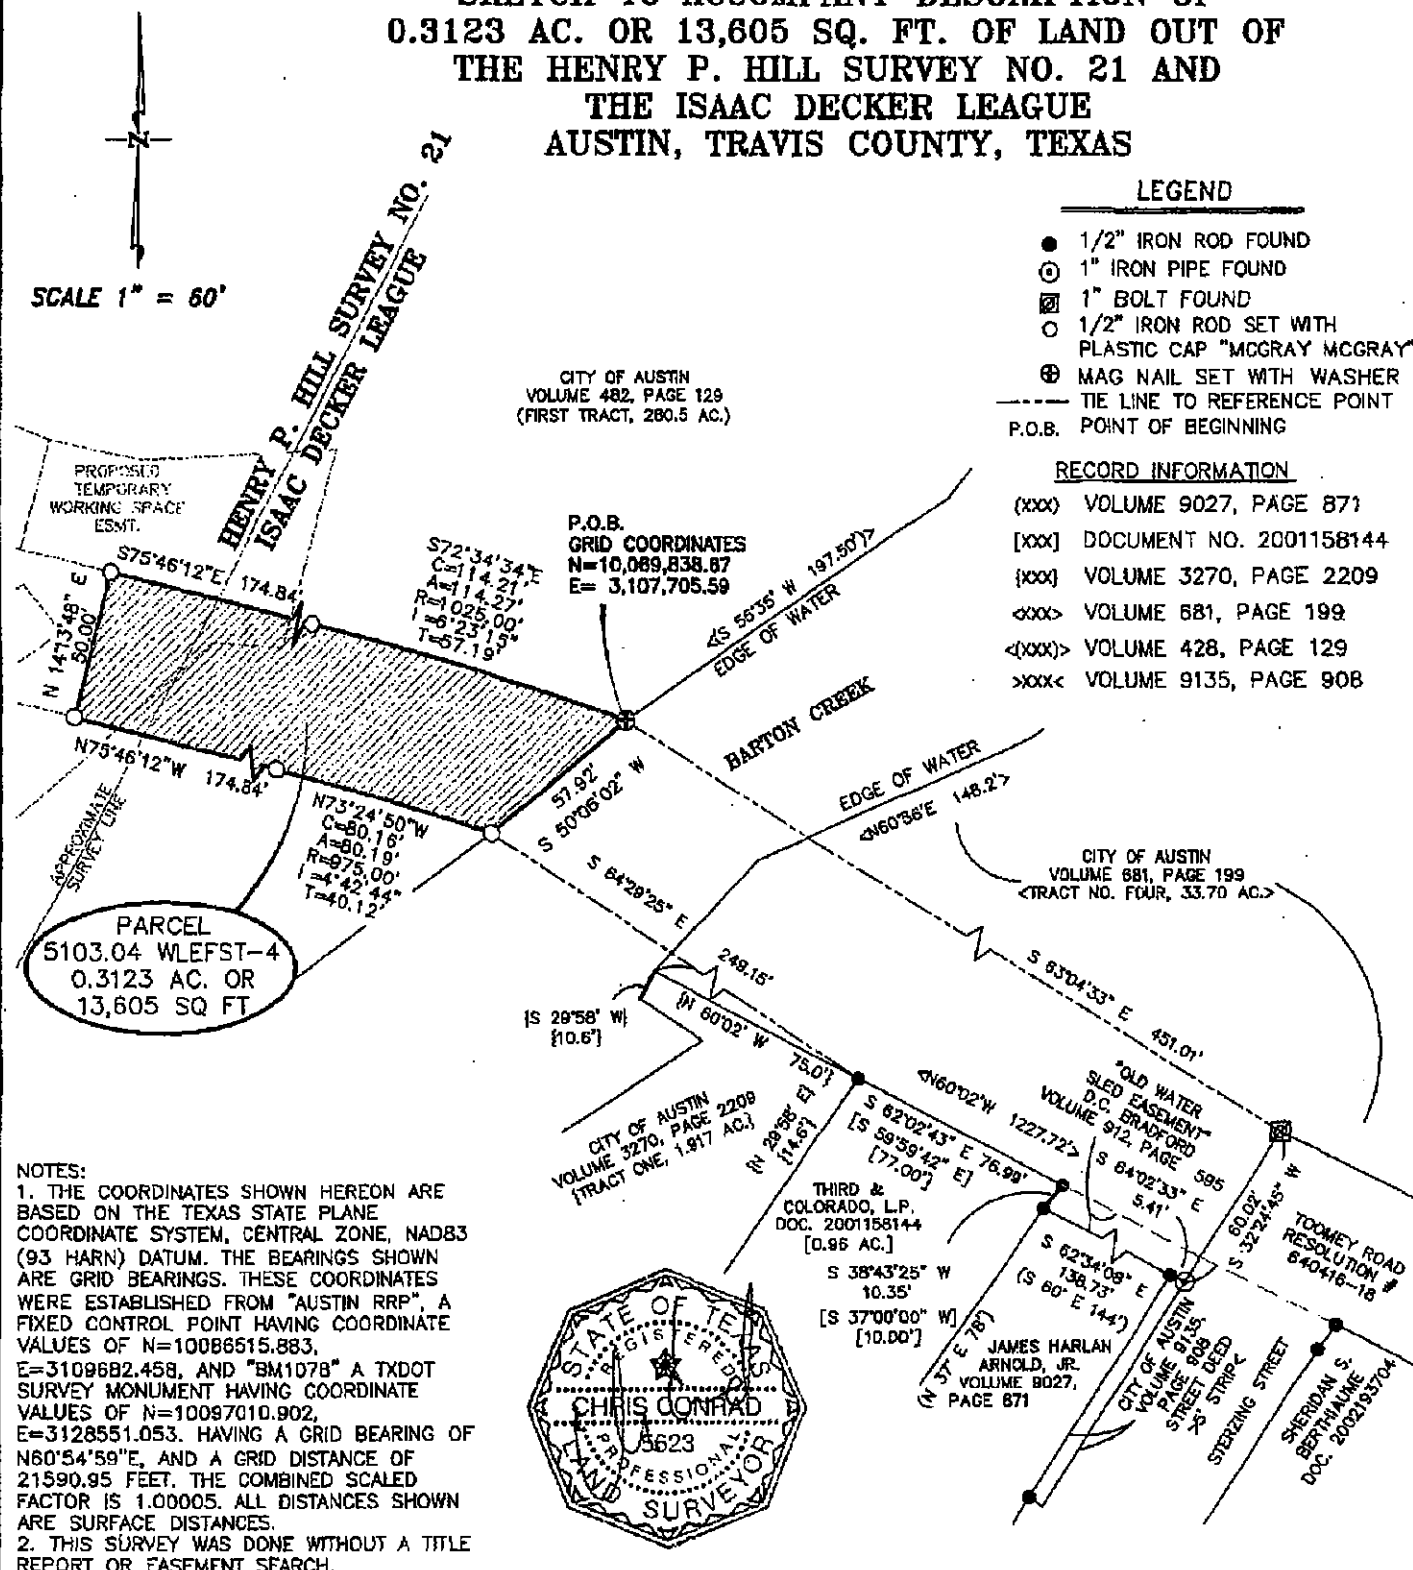 0.3123 AC. OR 13,605 SQ. FT. OF LAND OUT OF
THE HENRY P. HILL SURVEY NO. 21 AND
THE ISAAC DECKER LEAGUE
AUSTIN, TRAVIS COUNTY, TEXAS
N
SCALE 1" = 60'
HENRY P. HILL SURVEY NO. 21
ISAAC DECKER LEAGUE
LEGEND
1/2" IRON ROD FOUND
1" IRON PIPE FOUND
1" BOLT FOUND
1/2" IRON ROD SET WITH
PLASTIC CAP "MCGRAY MCGRAY"
MAG NAIL SET WITH WASHER
TIE LINE TO REFERENCE POINT
P.O.B. POINT OF BEGINNING
RECORD INFORMATION
(XXX) VOLUME 9027, PAGE 871
[XXX] DOCUMENT NO. 2001158144
{XXX} VOLUME 3270, PAGE 2209
<XXX> VOLUME 681, PAGE 199
<(XXX)> VOLUME 428, PAGE 129
>XXX< VOLUME 9135, PAGE 908
CITY OF AUSTIN
VOLUME 482, PAGE 129
(FIRST TRACT, 280.5 AC.)
PROPOSED
TEMPORARY
WORKING SPACE
ESMT.
P.O.B.
GRID COORDINATES
N=10,069,838.67
E= 3,107,705.59
S75°46'12"E 174.84'
S72°34'34"E
C=114.21'
A=114.27'
R=1025.00'
I =6°23'15"
T=57.19'
N 14°13'48" E
50.00'
N75°46'12"W 174.84'
N73°24'50"W
C=80.16'
A=80.19'
R=975.00'
I =4°42'44"
T=40.12'
APPROXIMATE
SURVEY LINE
57.92'
S 50°06'02" W
<(S 56°35' W 197.50')>
EDGE OF WATER
BARTON CREEK
EDGE OF WATER
<N60°36'E 148.2'>
CITY OF AUSTIN
VOLUME 681, PAGE 199
<TRACT NO. FOUR, 33.70 AC.>
PARCEL
5103.04 WLEFST-4
0.3123 AC. OR
13,605 SQ FT
S 64°29'25" E
249.15'
S 63°04'33" E
451.01'
{S 29°58' W}
{10.6'}
{N 60°02' W 75.0'}
{N 29°58' E}
{14.6'}
CITY OF AUSTIN
VOLUME 3270, PAGE 2209
{TRACT ONE, 1.917 AC.}
S 62°02'43" E 76.99'
[S 59°59'42" E]
[77.00']
<N60°02'W 1227.72'>
"OLD WATER
SLED EASEMENT"
D.C. BRADFORD
VOLUME 912, PAGE 595
S 64°02'33" E
5.41'
60.02'
S 32°24'45" W
TOOMEY ROAD
RESOLUTION #
640416-18
THIRD &
COLORADO, L.P.
DOC. 2001158144
[0.96 AC.]
S 38°43'25" W
10.35'
[S 37°00'00" W]
[10.00']
S 62°34'08" E
138.73'
(S 60° E 144')
(N 37° E 78')
JAMES HARLAN
ARNOLD, JR.
VOLUME 9027,
PAGE 871
CITY OF AUSTIN
VOLUME 9135,
PAGE 908
STREET DEED
>5' STRIP<
STERZING STREET
SHERIDAN S.
BERTHIAUME
DOC. 2002193704
STATE OF TEXAS
REGISTERED
CHRIS CONRAD
5623
PROFESSIONAL
LAND SURVEYOR
NOTES:
1. THE COORDINATES SHOWN HEREON ARE
BASED ON THE TEXAS STATE PLANE
COORDINATE SYSTEM, CENTRAL ZONE, NAD83
(93 HARN) DATUM. THE BEARINGS SHOWN
ARE GRID BEARINGS. THESE COORDINATES
WERE ESTABLISHED FROM "AUSTIN RRP", A
FIXED CONTROL POINT HAVING COORDINATE
VALUES OF N=10086515.883,
E=3109682.458, AND "BM1078" A TXDOT
SURVEY MONUMENT HAVING COORDINATE
VALUES OF N=10097010.902,
E=3128551.053. HAVING A GRID BEARING OF
N60°54'59"E, AND A GRID DISTANCE OF
21590.95 FEET. THE COMBINED SCALED
FACTOR IS 1.00005. ALL DISTANCES SHOWN
ARE SURFACE DISTANCES.
2. THIS SURVEY WAS DONE WITHOUT A TITLE
REPORT OR EASEMENT SEARCH.